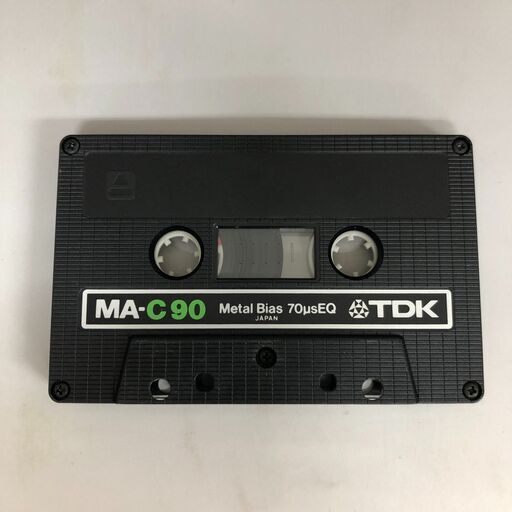 MA-C90 Metal Bias 70µsEQ TDK
JAPAN